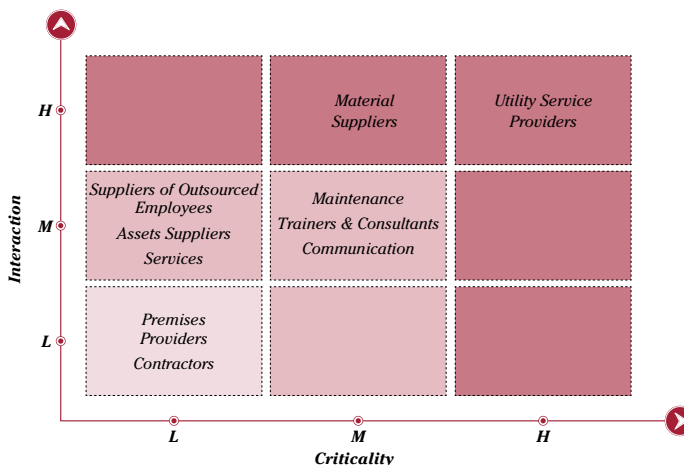 H
Material
Suppliers
Utility Service
Providers
Interaction
M
Suppliers of Outsourced
Employees
Assets Suppliers
Services
Maintenance
Trainers & Consultants
Communication
L
Premises
Providers
Contractors
L
M
H
Criticality